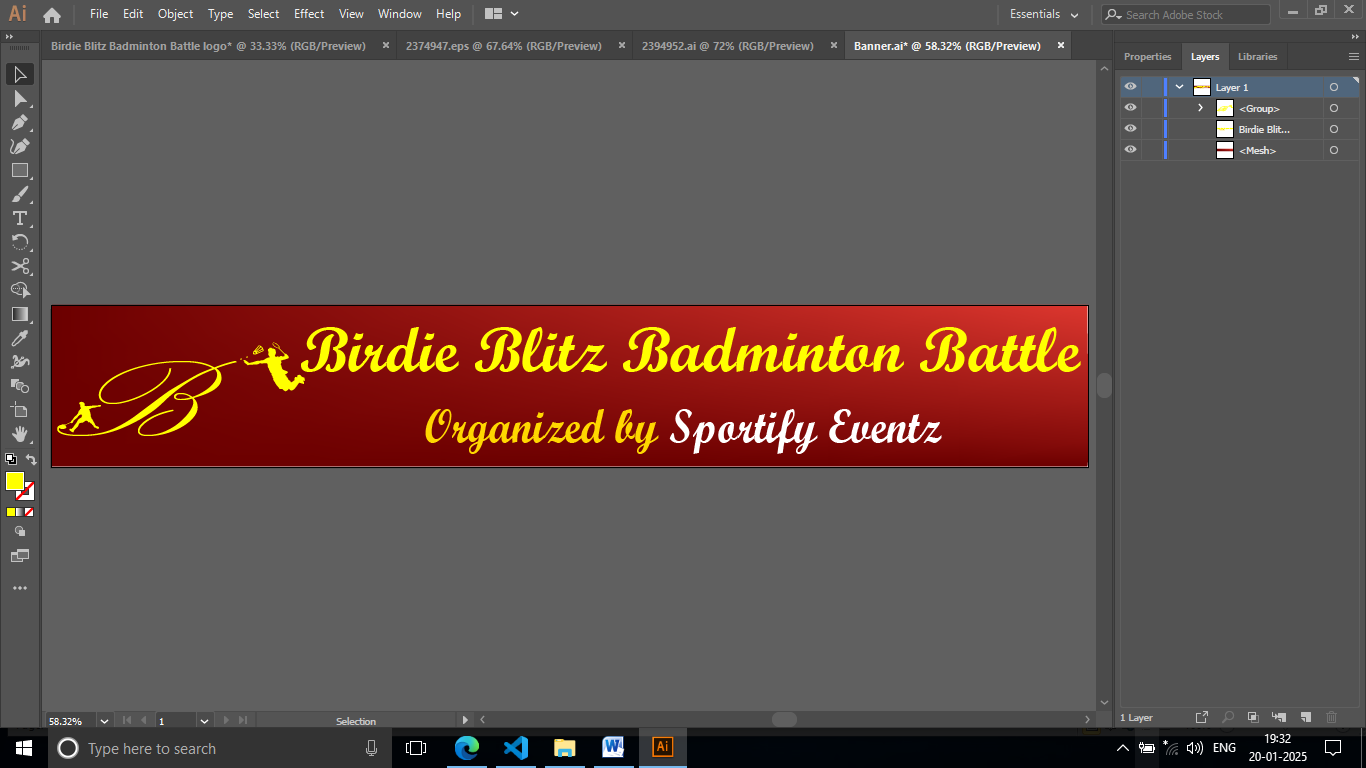 Ai
File Edit Object Type Select Effect View Window Help
Essentials
Search Adobe Stock
Birdie Blitz Badminton Battle logo* @ 33.33% (RGB/Preview) ×
2374947.eps @ 67.64% (RGB/Preview) ×
2394952.ai @ 72% (RGB/Preview) ×
Banner.ai* @ 58.32% (RGB/Preview) ×
Properties Layers Libraries
Layer 1
<Group>
Birdie Blit...
<Mesh>
Birdie Blitz Badminton Battle
B
Organized by Sportify Eventz
58.32% 1 Selection
1 Layer
Type here to search
W
Ai
ENG
19:32
20-01-2025